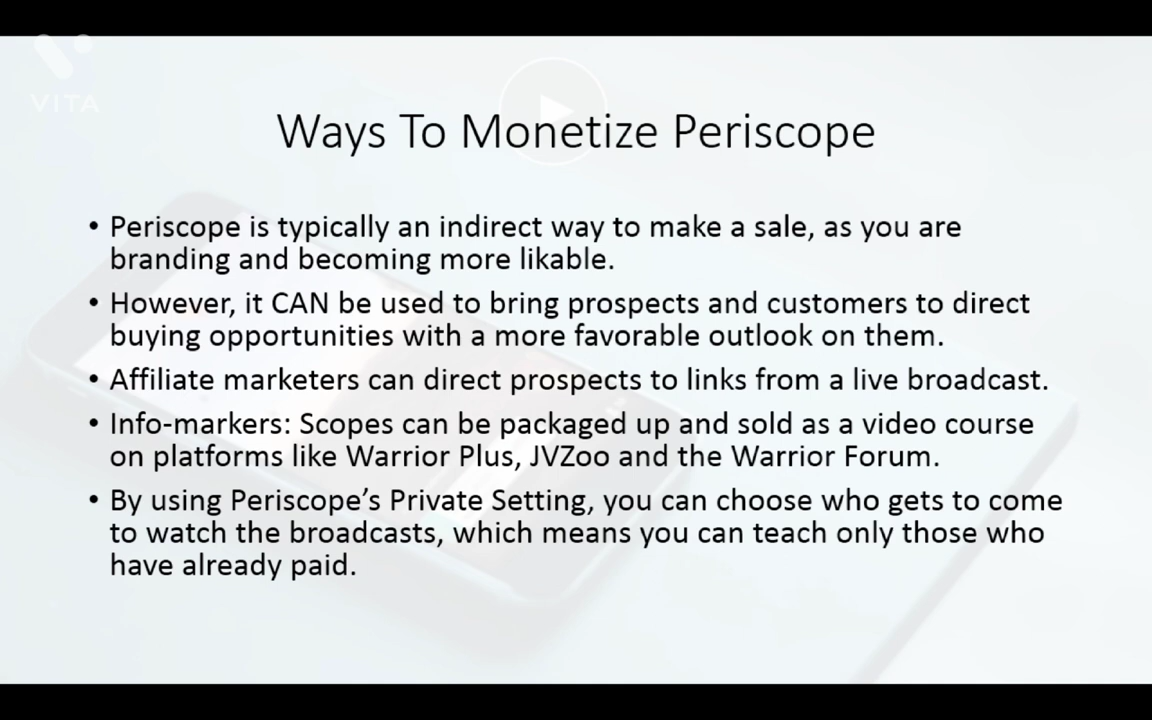 VITA
Ways To Monetize Periscope
• Periscope is typically an indirect way to make a sale, as you are
branding and becoming more likable.
• However, it CAN be used to bring prospects and customers to direct
buying opportunities with a more favorable outlook on them.
• Affiliate marketers can direct prospects to links from a live broadcast.
• Info-markers: Scopes can be packaged up and sold as a video course
on platforms like Warrior Plus, JVZoo and the Warrior Forum.
• By using Periscope’s Private Setting, you can choose who gets to come
to watch the broadcasts, which means you can teach only those who
have already paid.